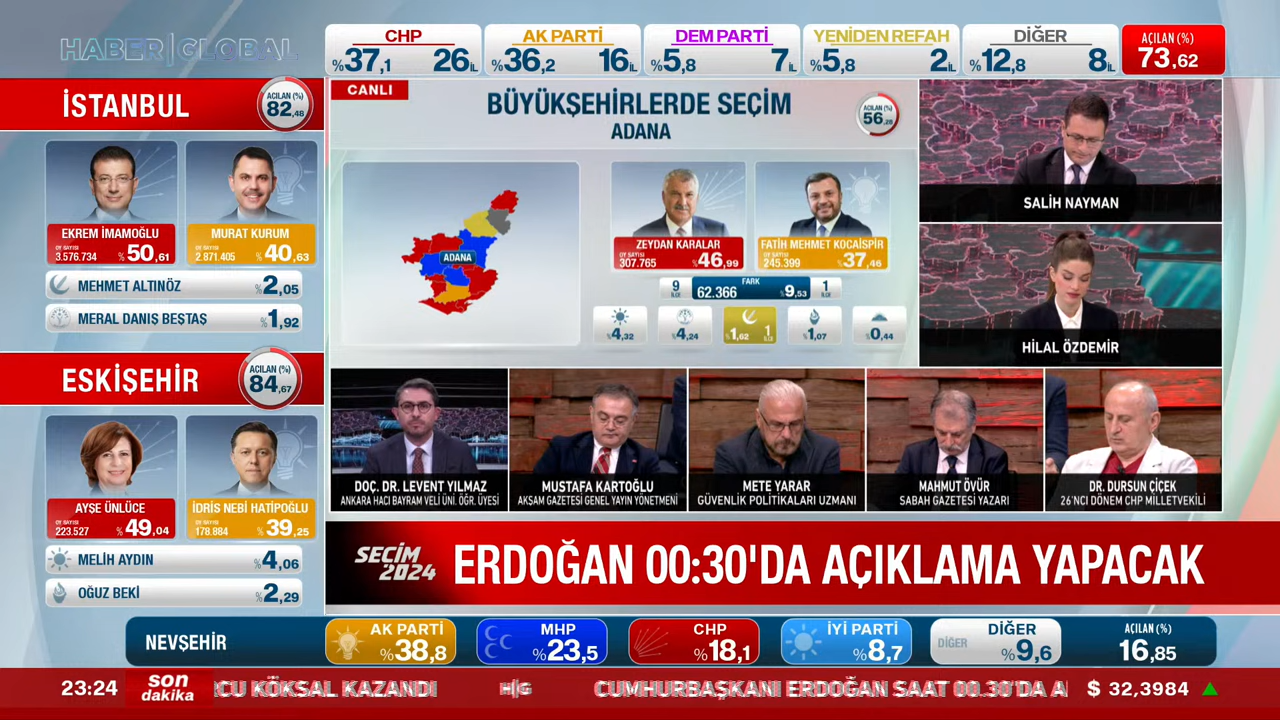 HABER|GLOBAL
CHP
%37,1 26İL
AK PARTİ
%36,2 16İL
DEM PARTİ
%5,8 7İL
YENİDEN REFAH
%5,8 2İL
DİĞER
%12,8 8İL
AÇILAN (%)
73,62
İSTANBUL
AÇILAN (%)
82,48
EKREM İMAMOĞLU
OY SAYISI
3.576.734 %50,61
MURAT KURUM
OY SAYISI
2.871.405 %40,63
MEHMET ALTINÖZ %2,05
MERAL DANIŞ BEŞTAŞ %1,92
ESKİŞEHİR
AÇILAN (%)
84,67
AYŞE ÜNLÜCE
OY SAYISI
223.527 %49,04
İDRİS NEBİ HATİPOĞLU
OY SAYISI
178.884 %39,25
MELİH AYDIN %4,06
OĞUZ BEKİ %2,29
CANLI
BÜYÜKŞEHİRLERDE SEÇİM
ADANA
AÇILAN (%)
56,28
ADANA
ZEYDAN KARALAR
OY SAYISI
307.765 %46,99
FATİH MEHMET KOCAİSPİR
OY SAYISI
245.399 %37,46
9 İLÇE
FARK
62.366 %9,53
1 İLÇE
%4,32
%4,24
%1,62 1 İLÇE
%1,07
%0,44
SALİH NAYMAN
HİLAL ÖZDEMİR
DOÇ. DR. LEVENT YILMAZ
ANKARA HACI BAYRAM VELİ ÜNİ. ÖĞR. ÜYESİ
MUSTAFA KARTOĞLU
AKŞAM GAZETESİ GENEL YAYIN YÖNETMENİ
METE YARAR
GÜVENLİK POLİTİKALARI UZMANI
MAHMUT ÖVÜR
SABAH GAZETESİ YAZARI
DR. DURSUN ÇİÇEK
26'NCI DÖNEM CHP MİLLETVEKİLİ
SEÇİM
2024
ERDOĞAN 00:30'DA AÇIKLAMA YAPACAK
NEVŞEHİR
AK PARTİ
%38,8
MHP
%23,5
CHP
%18,1
İYİ PARTİ
%8,7
DİĞER
DİĞER
%9,6
AÇILAN (%)
16,85
23:24
son
dakika
RCU KÖKSAL KAZANDI H|G CUMHURBAŞKANI ERDOĞAN SAAT 00.30'DA A
$ 32,3984